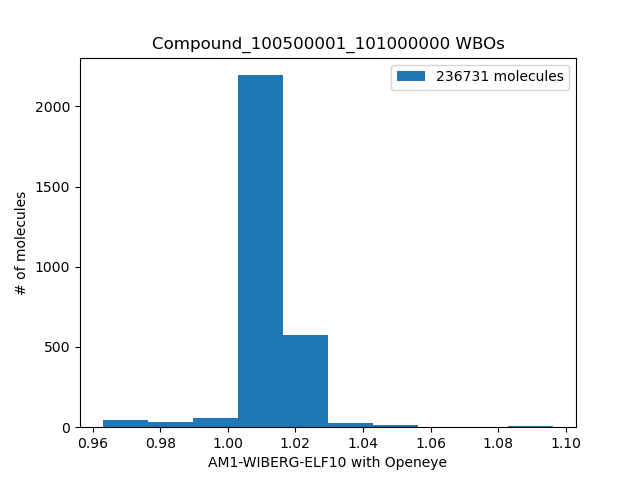 Compound_100500001_101000000 WBOs
236731 molecules
2000
1500
1000
500
0
# of molecules
0.96 0.98 1.00 1.02 1.04 1.06 1.08 1.10
AM1-WIBERG-ELF10 with Openeye